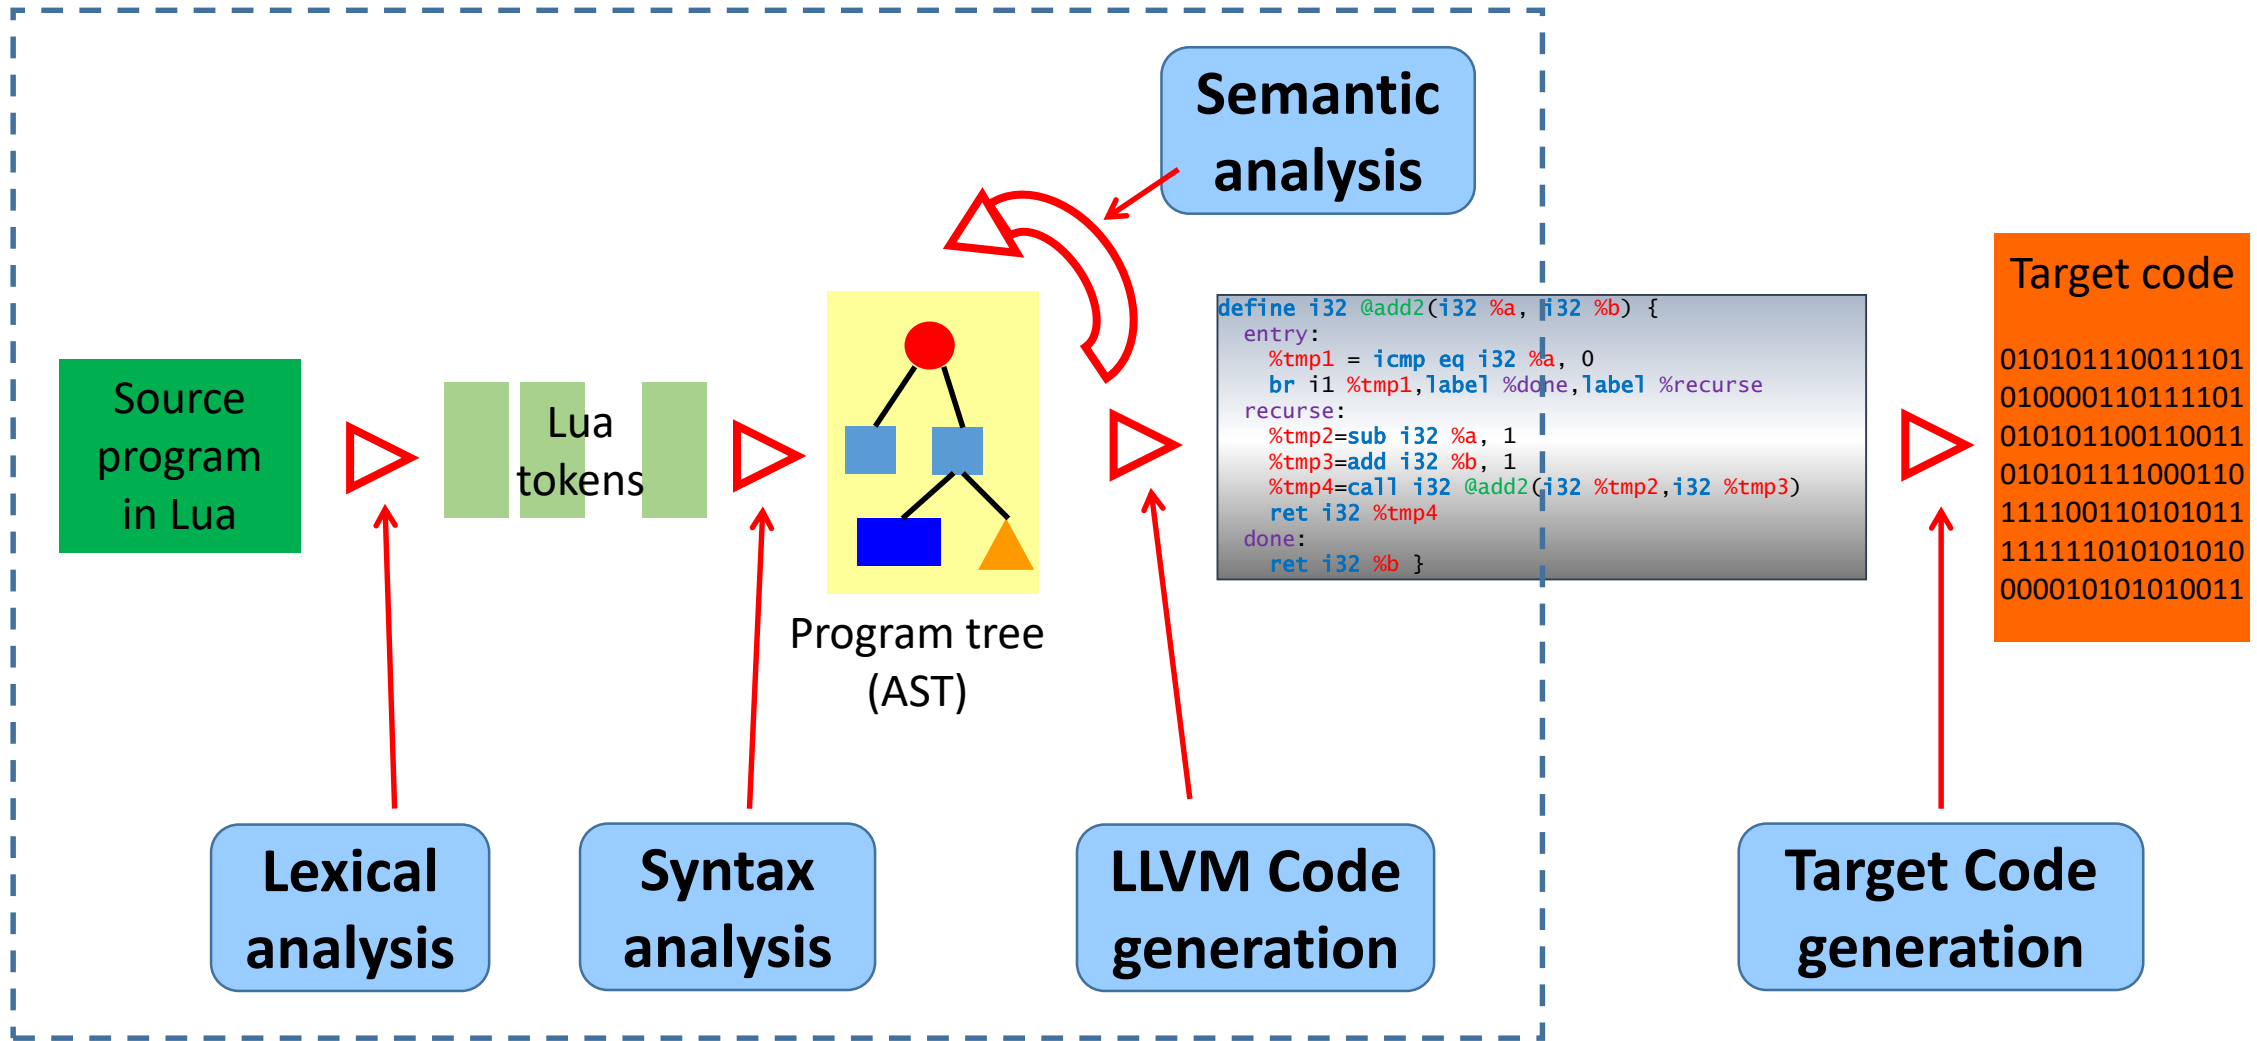 Semantic
analysis
Source
program
in Lua
Lua
tokens
Program tree
(AST)
define i32 @add2(i32 %a, i32 %b) {
entry:
%tmp1 = icmp eq i32 %a, 0
br i1 %tmp1,label %done,label %recurse
recurse:
%tmp2=sub i32 %a, 1
%tmp3=add i32 %b, 1
%tmp4=call i32 @add2(i32 %tmp2,i32 %tmp3)
ret i32 %tmp4
done:
ret i32 %b }
Target code
010101110011101
010000110111101
010101100110011
010101111000110
111100110101011
111111010101010
000010101010011
Lexical
analysis
Syntax
analysis
LLVM Code
generation
Target Code
generation